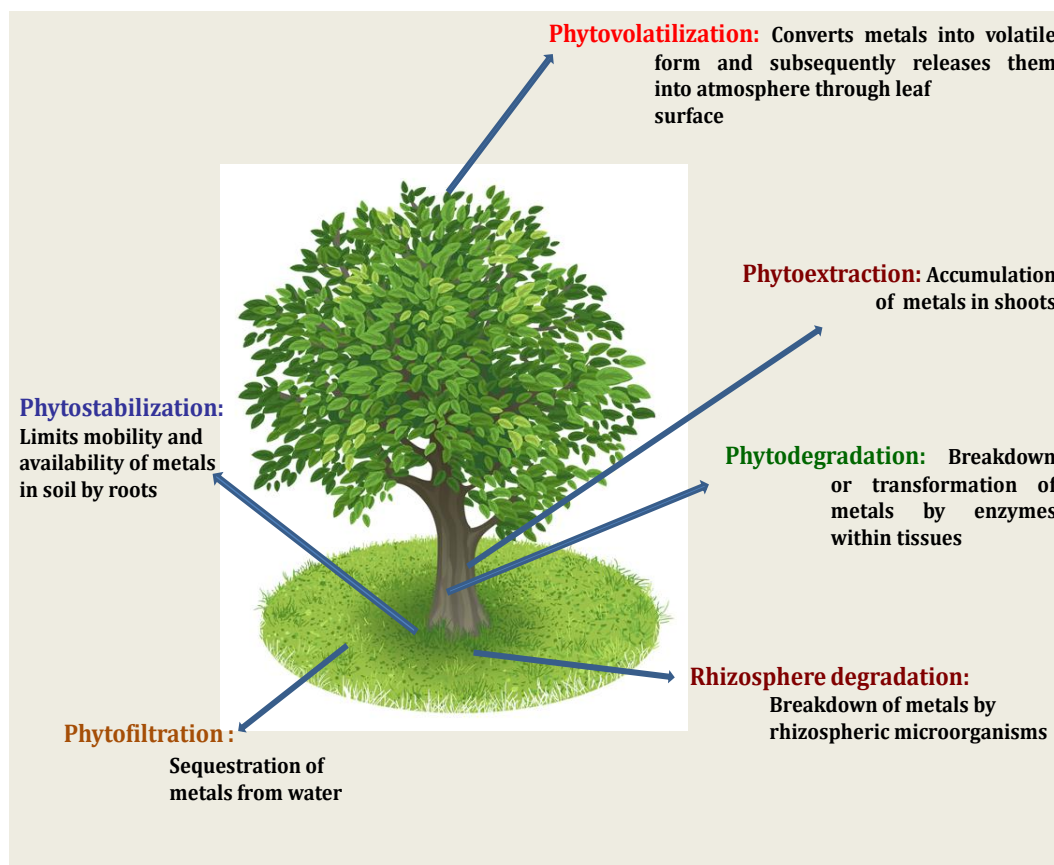 Phytovolatilization: Converts metals into volatile
form and subsequently releases them
into atmosphere through leaf
surface
Phytoextraction: Accumulation
of metals in shoots
Phytostabilization:
Limits mobility and
availability of metals
in soil by roots
Phytodegradation: Breakdown
or transformation of
metals by enzymes
within tissues
Rhizosphere degradation:
Breakdown of metals by
rhizospheric microorganisms
Phytofiltration :
Sequestration of
metals from water